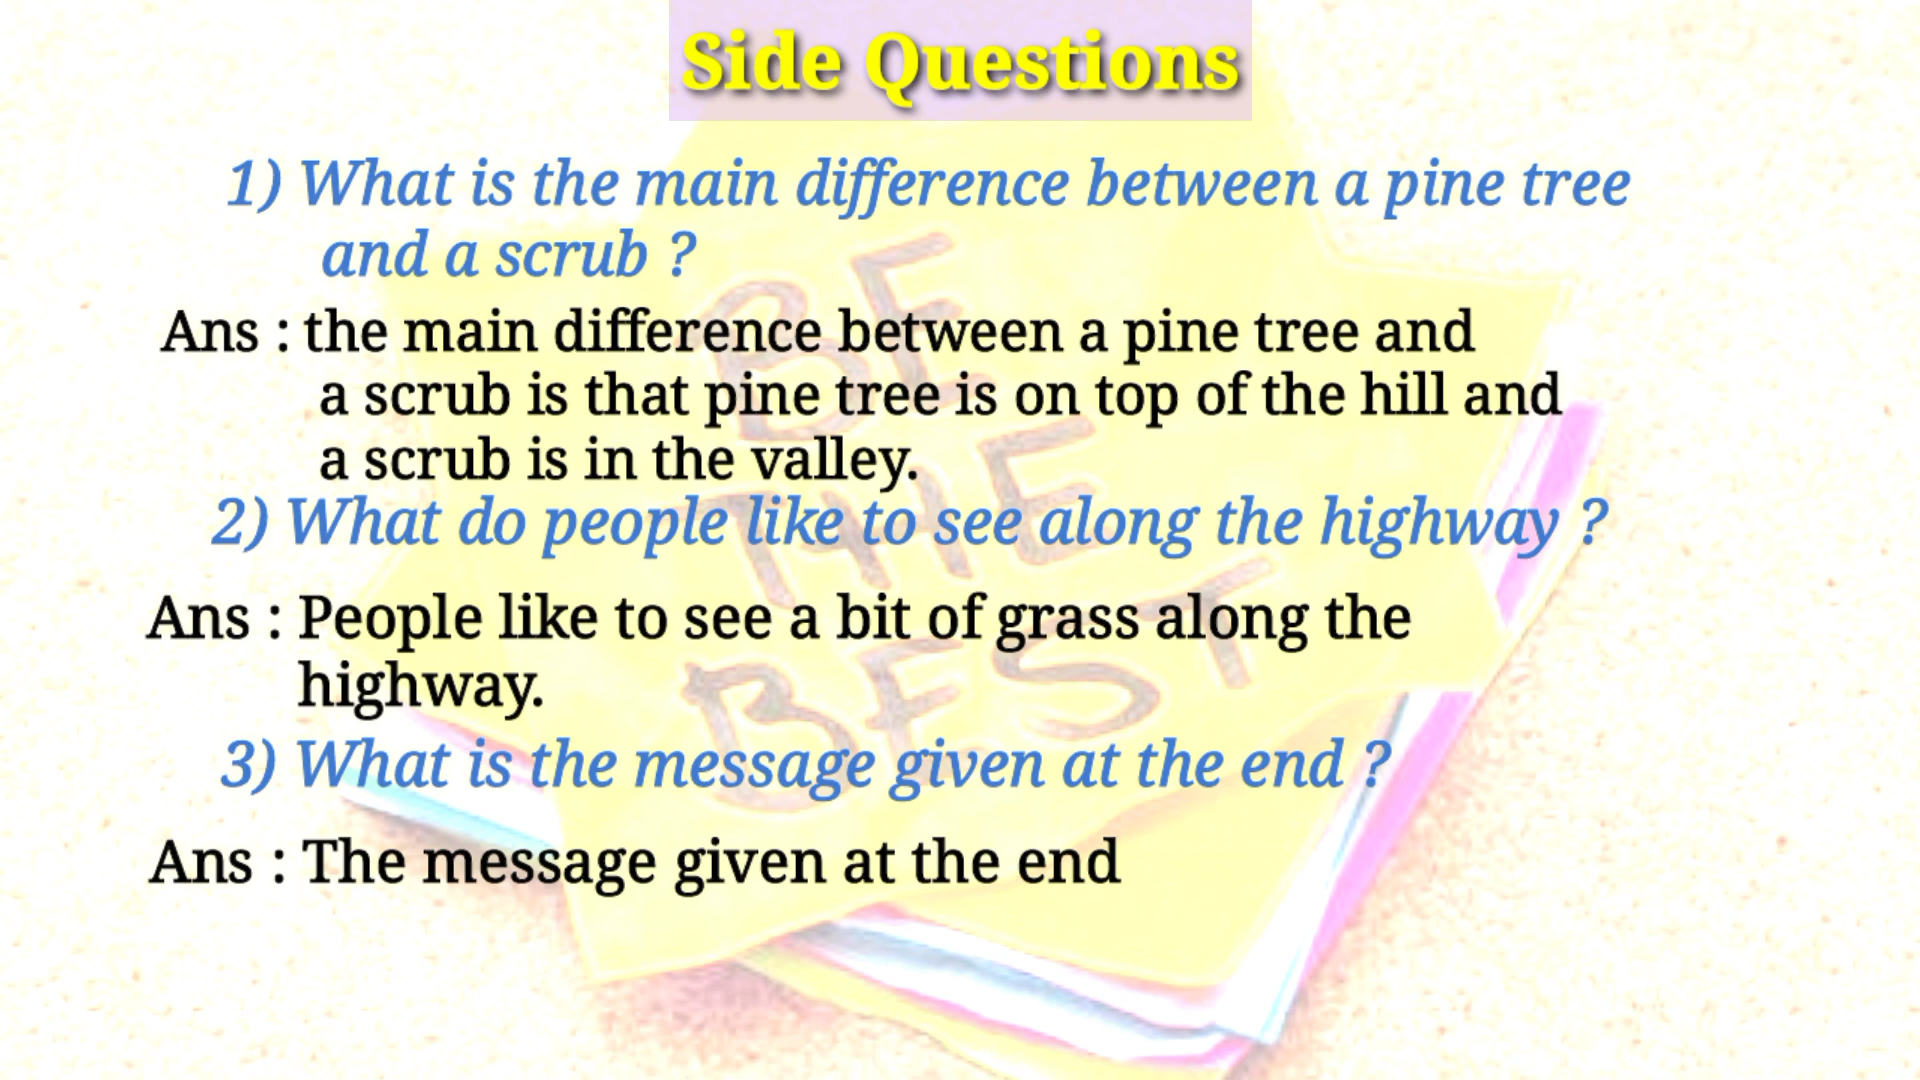 Side Questions
1) What is the main difference between a pine tree
and a scrub ?
Ans : the main difference between a pine tree and
a scrub is that pine tree is on top of the hill and
a scrub is in the valley.
2) What do people like to see along the highway ?
Ans : People like to see a bit of grass along the
highway.
3) What is the message given at the end ?
Ans : The message given at the end
BE
THE
BEST